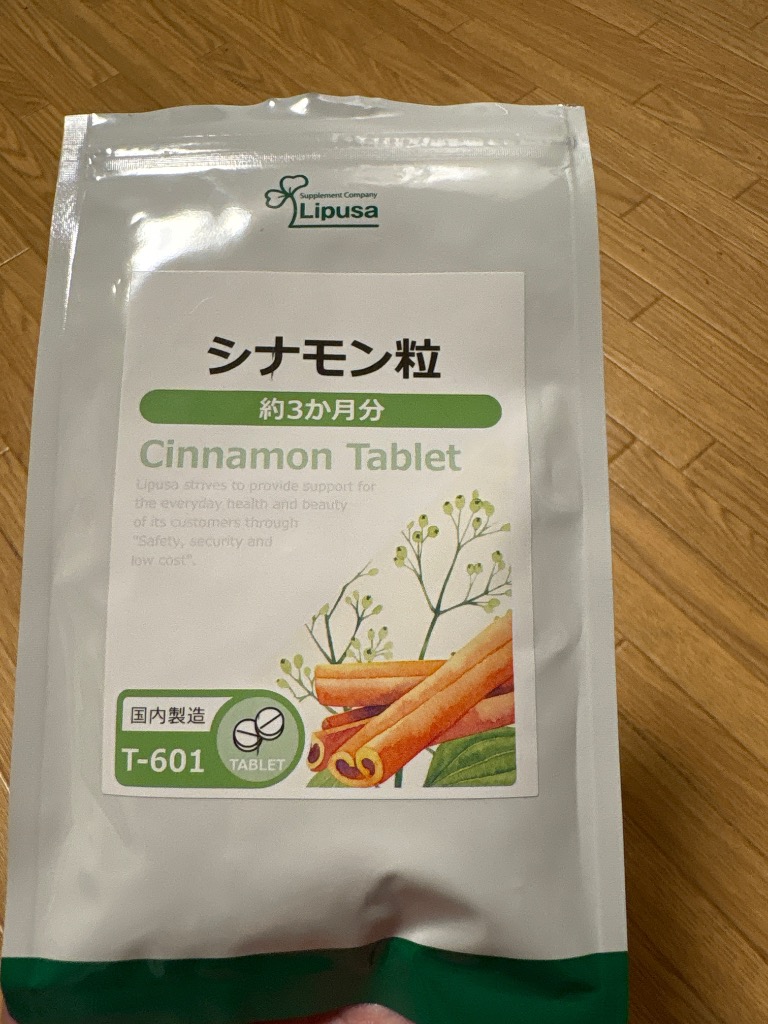 Supplement Company
Lipusa
シナモン粒
約3か月分
Cinnamon Tablet
Lipusa strives to provide support for
the everyday health and beauty
of its customers through
"Safety, security and
low cost".
国内製造
T-601
TABLET